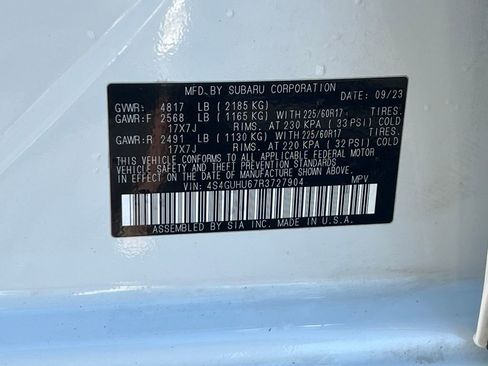 MFD. BY SUBARU CORPORATION DATE: 09/23
GVWR: 4817 LB (2185 KG)
GAWR:F 2568 LB (1165 KG) WITH 225/60R17 TIRES.
17X7J RIMS. AT 230 KPA (33 PSI) COLD
GAWR:R 2491 LB (1130 KG) WITH 225/60R17 TIRES.
17X7J RIMS. AT 220 KPA (32 PSI) COLD
THIS VEHICLE CONFORMS TO ALL APPLICABLE FEDERAL MOTOR
VEHICLE SAFETY AND THEFT PREVENTION STANDARDS IN EFFECT
ON THE DATE OF MANUFACTURE SHOWN ABOVE.
VIN: 4S4GUHU67R3727904 MPV
ASSEMBLED BY SIA INC. MADE IN U.S.A.